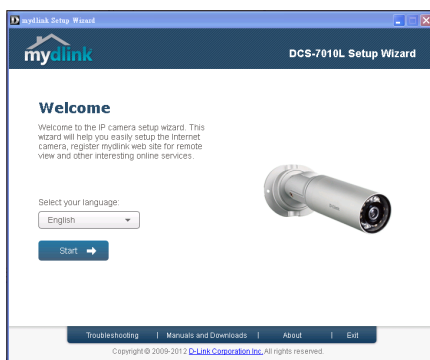 mydlink Setup Wizard
mydlink
DCS-7010L Setup Wizard
Welcome
Welcome to the IP camera setup wizard. This
wizard will help you easily setup the Internet
camera, register mydlink web site for remote
view and other interesting online services.
Select your language:
English
Start
Troubleshooting | Manuals and Downloads | About | Exit
Copyright © 2009-2012 D-Link Corporation Inc. All rights reserved.